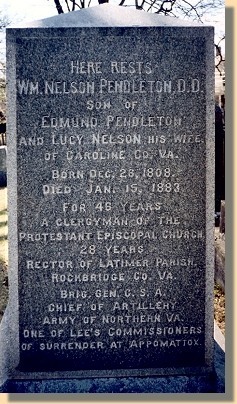 HERE RESTS
WM. NELSON PENDLETON, D.D.
SON OF
EDMUND PENDLETON
AND LUCY NELSON HIS WIFE
OF CAROLINE CO. VA.
BORN DEC. 26, 1809.
DIED JAN. 15, 1883
FOR 46 YEARS
A CLERGYMAN OF THE
PROTESTANT EPISCOPAL CHURCH,
28 YEARS
RECTOR OF LATIMER PARISH,
ROCKBRIDGE CO. VA.
BRIG. GEN. C. S. A.
CHIEF OF ARTILLERY
ARMY OF NORTHERN VA.
ONE OF LEE'S COMMISSIONERS
OF SURRENDER AT APPOMATTOX.